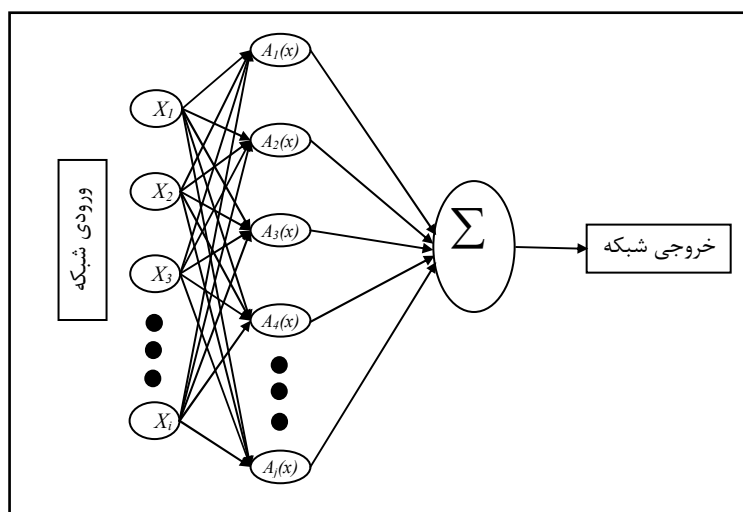 ورودی شبکه
X1
X2
X3
Xi
A1(x)
A2(x)
A3(x)
A4(x)
Aj(x)
Σ
خروجی شبکه